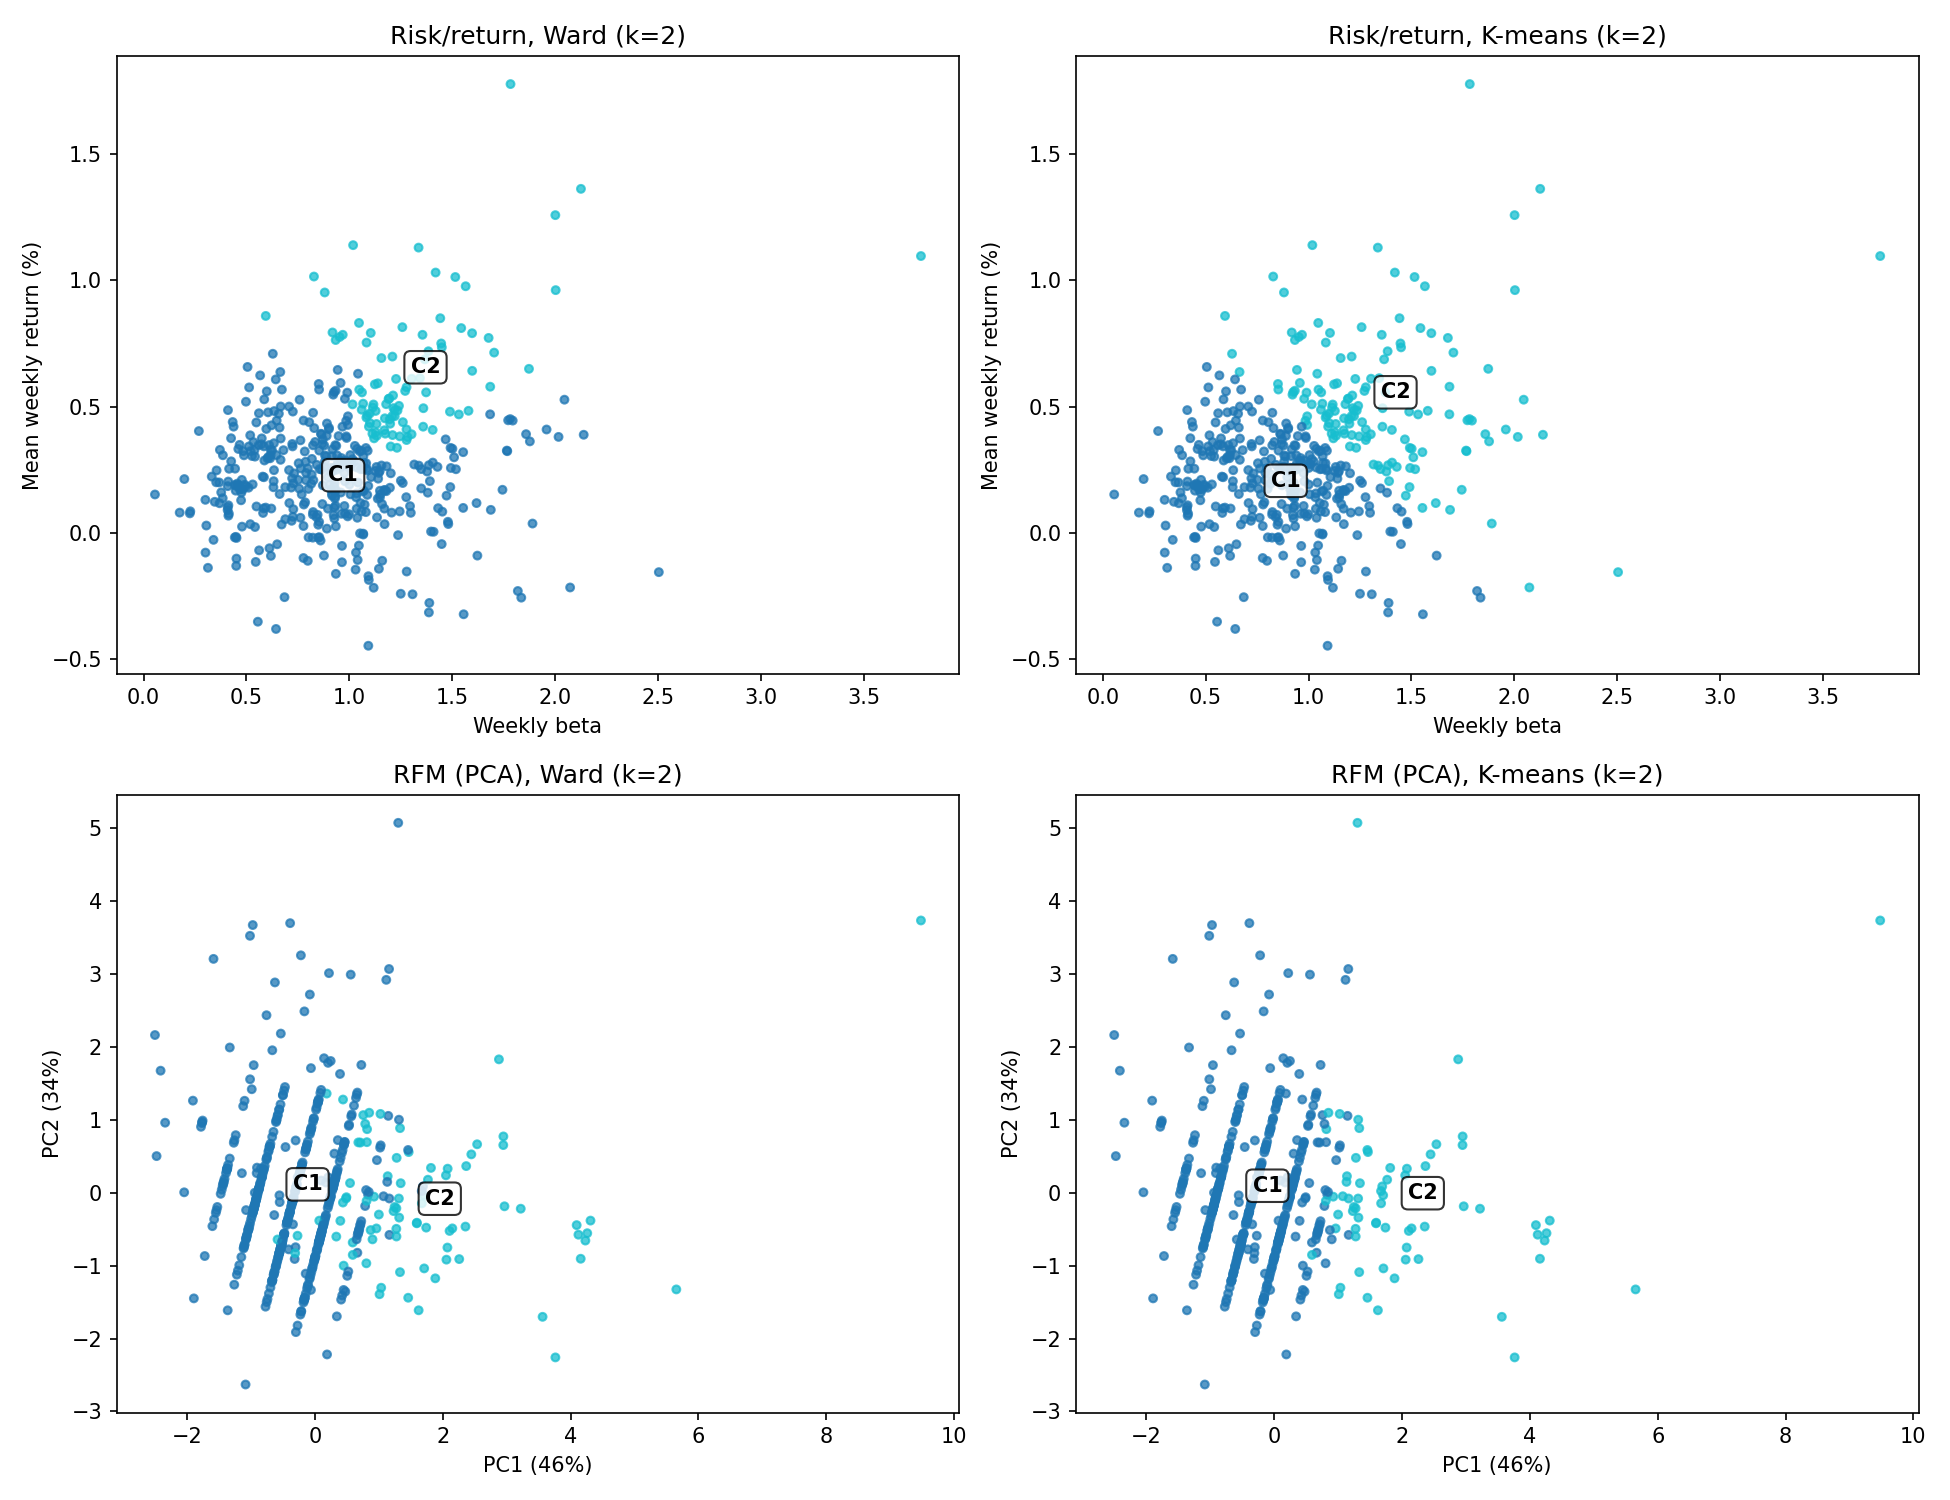 Risk/return, Ward (k=2)
Mean weekly return (%)
1.5
1.0
0.5
0.0
−0.5
C2
C1
0.0 0.5 1.0 1.5 2.0 2.5 3.0 3.5
Weekly beta
Risk/return, K-means (k=2)
Mean weekly return (%)
1.5
1.0
0.5
0.0
−0.5
C2
C1
0.0 0.5 1.0 1.5 2.0 2.5 3.0 3.5
Weekly beta
RFM (PCA), Ward (k=2)
PC2 (34%)
5
4
3
2
1
0
−1
−2
−3
C1
C2
−2 0 2 4 6 8 10
PC1 (46%)
RFM (PCA), K-means (k=2)
PC2 (34%)
5
4
3
2
1
0
−1
−2
−3
C1
C2
−2 0 2 4 6 8 10
PC1 (46%)